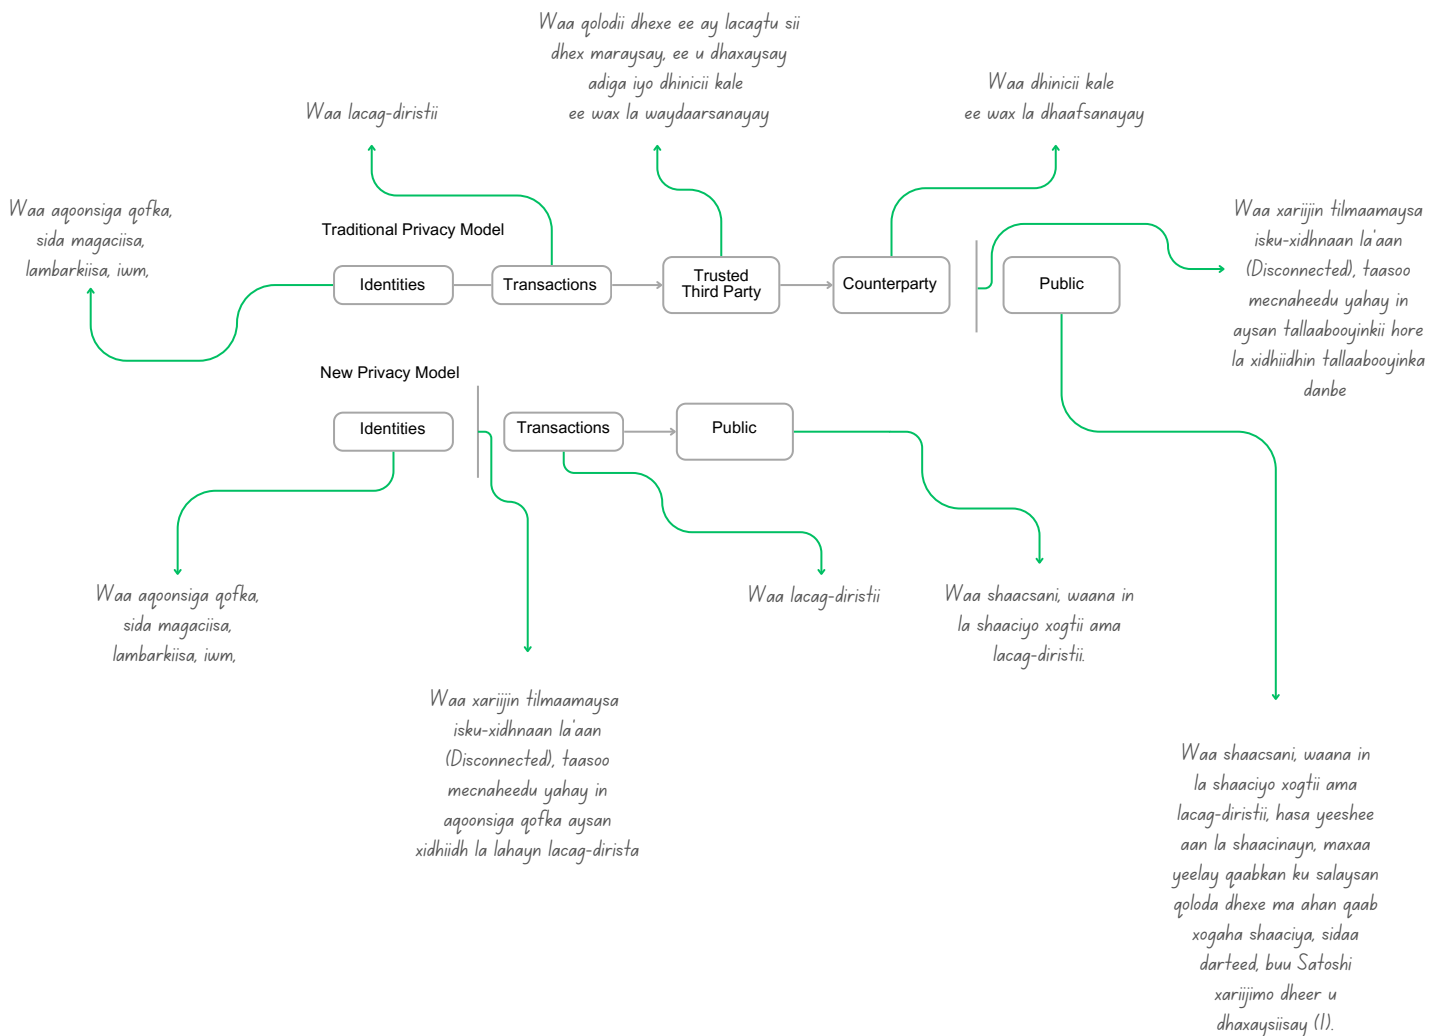 Waa qolodii dhexe ee ay lacagtu sii
dhex maraysay, ee u dhaxaysay
adiga iyo dhinicii kale
ee wax la waydaarsanayay
Waa dhinicii kale
ee wax la dhaafsanayay
Waa lacag-diristii
Waa aqoonsiga qofka,
sida magaciisa,
lambarkiisa, iwm,
Waa xariijin tilmaamaysa
isku-xidhnaan la'aan
(Disconnected), taasoo
mecnaheedu yahay in
aysan tallaabooyinkii hore
la xidhiidhin tallaabooyinka
danbe
Traditional Privacy Model
Identities
Transactions
Trusted
Third Party
Counterparty
Public
New Privacy Model
Identities
Transactions
Public
Waa aqoonsiga qofka,
sida magaciisa,
lambarkiisa, iwm,
Waa lacag-diristii
Waa shaacsani, waana in
la shaaciyo xogtii ama
lacag-diristii.
Waa xariijin tilmaamaysa
isku-xidhnaan la'aan
(Disconnected), taasoo
mecnaheedu yahay in
aqoonsiga qofka aysan
xidhiidh la lahayn lacag-dirista
Waa shaacsani, waana in
la shaaciyo xogtii ama
lacag-diristii, hasa yeeshee
aan la shaacinayn, maxaa
yeelay qaabkan ku salaysan
qoloda dhexe ma ahan qaab
xogaha shaaciya, sidaa
darteed, buu Satoshi
xariijimo dheer u
dhaxaysiisay (I).